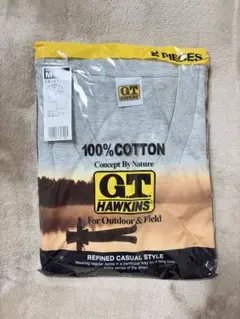 2 PIECES
GT
HAWKINS
100% COTTON
Concept By Nature
GT
HAWKINS
For Outdoor & Field
REFINED CASUAL STYLE